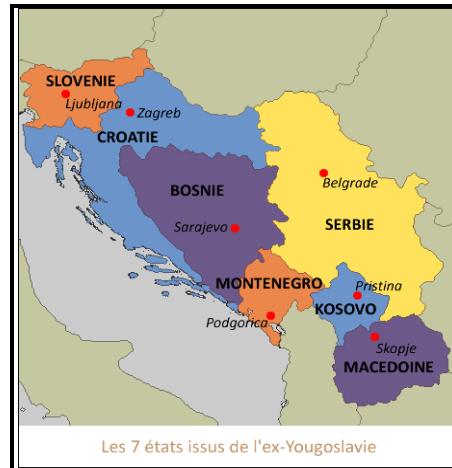 SLOVENIE
Ljubljana
Zagreb
CROATIE
BOSNIE
Belgrade
Sarajevo
SERBIE
MONTENEGRO
Pristina
KOSOVO
Podgorica
Skopje
MACEDOINE
Les 7 états issus de l'ex-Yougoslavie